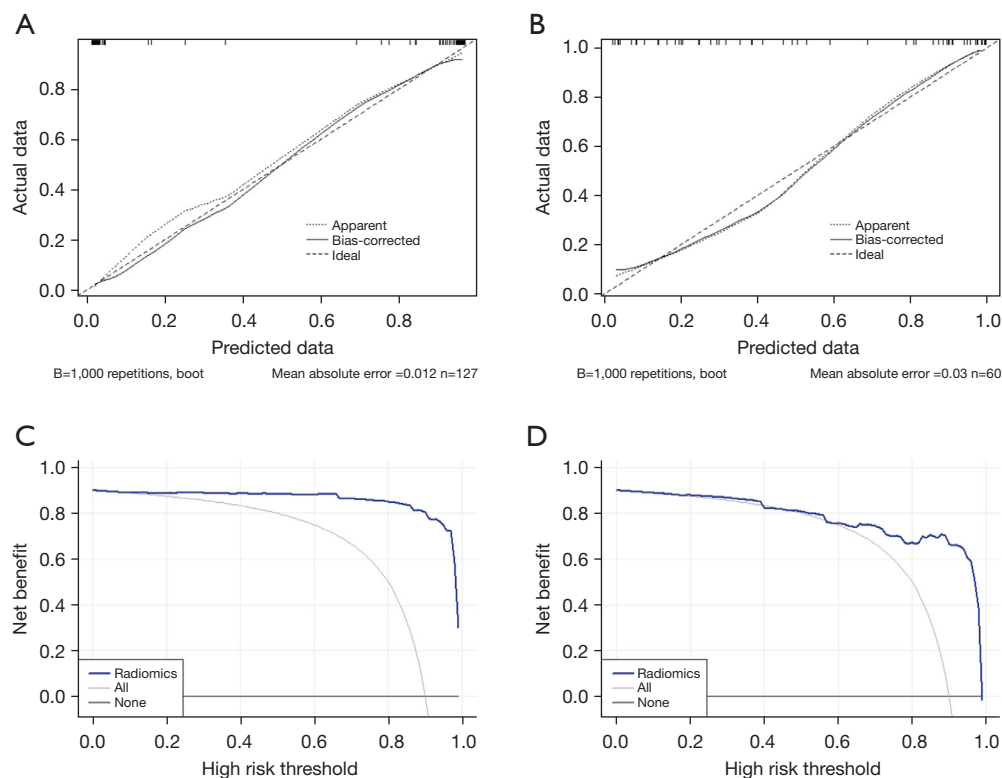 A
Actual data
0.8
0.6
0.4
0.2
0.0
Apparent
Bias-corrected
Ideal
0.0 0.2 0.4 0.6 0.8
Predicted data
B=1,000 repetitions, boot Mean absolute error =0.012 n=127
B
Actual data
1.0
0.8
0.6
0.4
0.2
0.0
Apparent
Bias-corrected
Ideal
0.0 0.2 0.4 0.6 0.8 1.0
Predicted data
B=1,000 repetitions, boot Mean absolute error =0.03 n=60
C
Net benefit
1.0
0.8
0.6
0.4
0.2
0.0
Radiomics
All
None
0.0 0.2 0.4 0.6 0.8 1.0
High risk threshold
D
Net benefit
1.0
0.8
0.6
0.4
0.2
0.0
Radiomics
All
None
0.0 0.2 0.4 0.6 0.8 1.0
High risk threshold